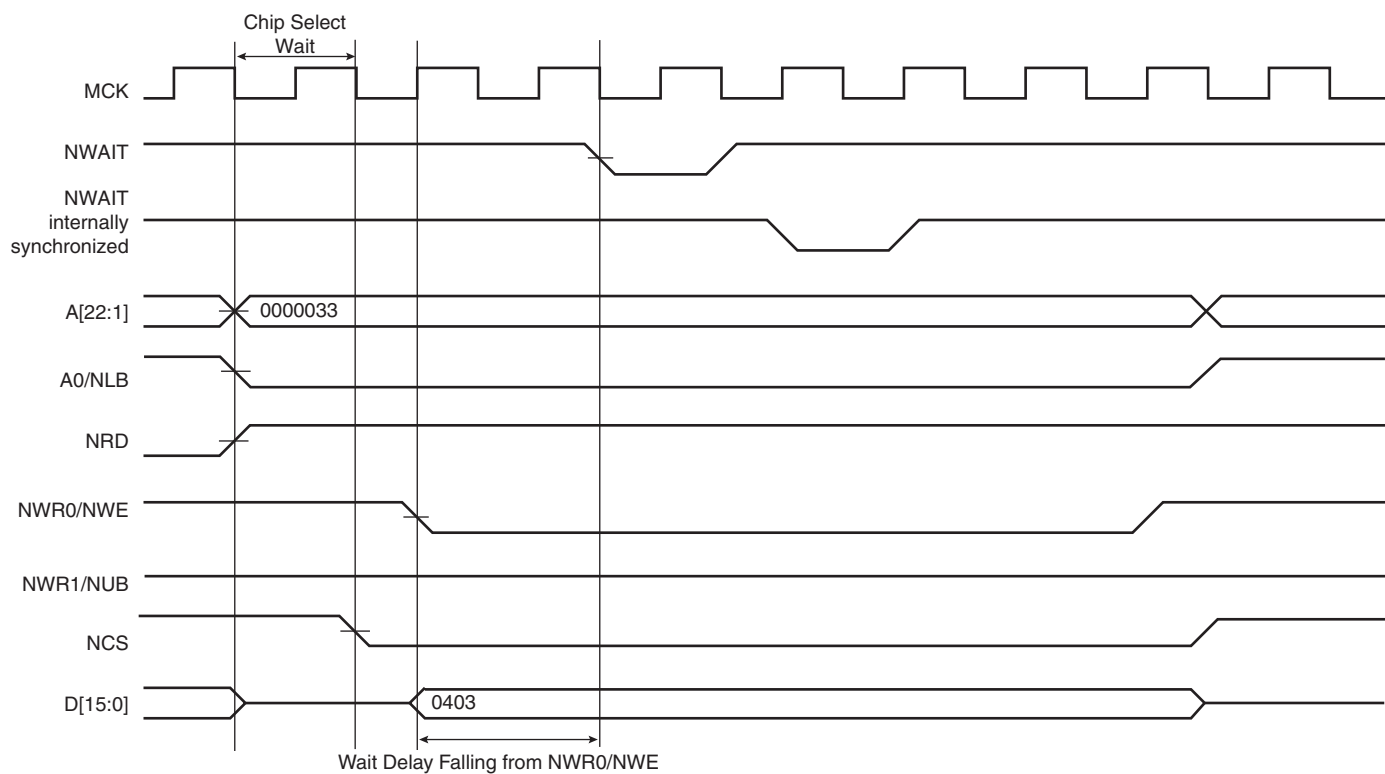 Chip Select
Wait
MCK
NWAIT
NWAIT
internally
synchronized
A[22:1]
0000033
A0/NLB
NRD
NWR0/NWE
NWR1/NUB
NCS
D[15:0]
0403
Wait Delay Falling from NWR0/NWE